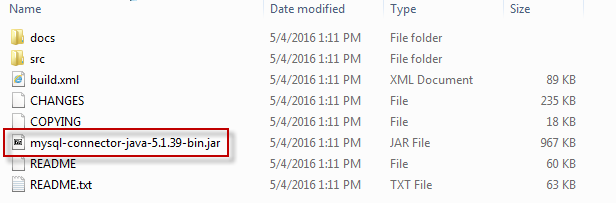 Name Date modified Type Size
docs 5/4/2016 1:11 PM File folder
src 5/4/2016 1:11 PM File folder
build.xml 5/4/2016 1:11 PM XML Document 89 KB
CHANGES 5/4/2016 1:11 PM File 235 KB
COPYING 5/4/2016 1:11 PM File 18 KB
mysql-connector-java-5.1.39-bin.jar 5/4/2016 1:11 PM JAR File 967 KB
README 5/4/2016 1:11 PM File 60 KB
README.txt 5/4/2016 1:11 PM TXT File 63 KB